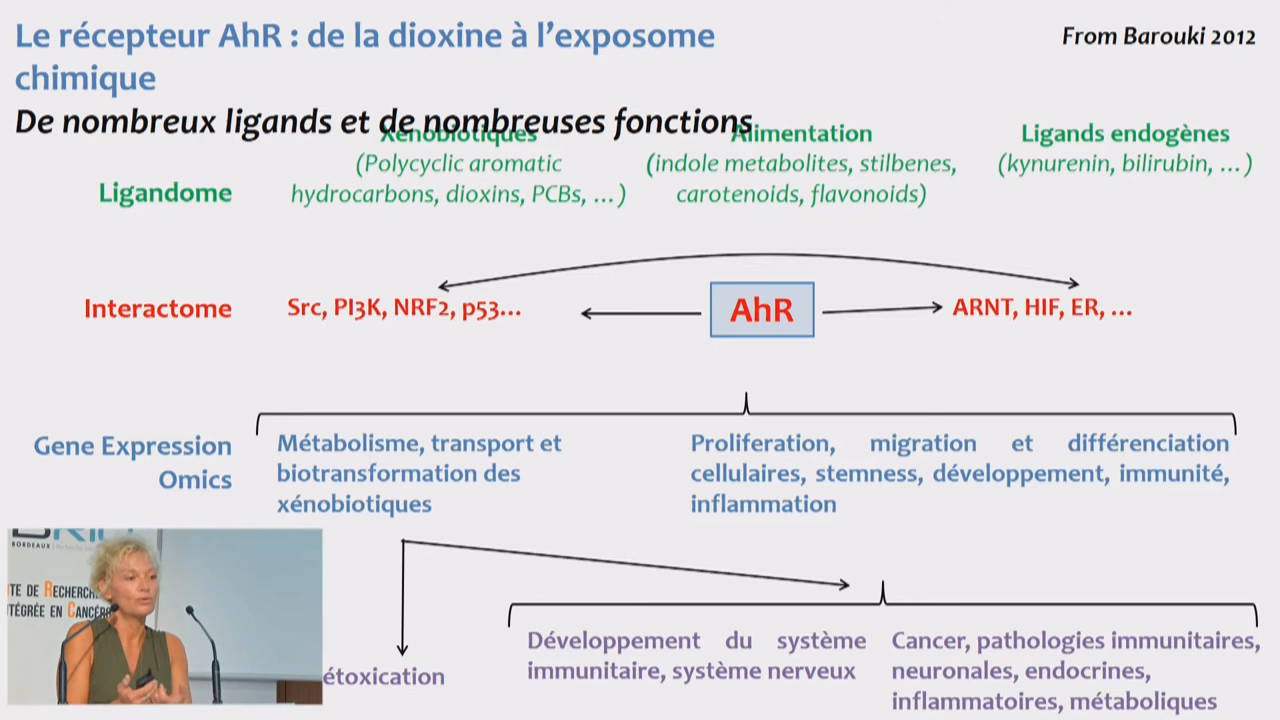 Le récepteur AhR : de la dioxine à l’exposome
chimique
From Barouki 2012
De nombreux ligands et de nombreuses fonctions
Xénobiotiques
(Polycyclic aromatic
hydrocarbons, dioxins, PCBs, ...)
Alimentation
(indole metabolites, stilbenes,
carotenoids, flavonoids)
Ligands endogènes
(kynurenin, bilirubin, ...)
Ligandome
Interactome
Src, PI3K, NRF2, p53...
AhR
ARNT, HIF, ER, ...
Gene Expression
Omics
Métabolisme, transport et
biotransformation des
xénobiotiques
Proliferation, migration et différenciation
cellulaires, stemness, développement, immunité,
inflammation
étoxication
Développement du système
immunitaire, système nerveux
Cancer, pathologies immunitaires,
neuronales, endocrines,
inflammatoires, métaboliques
BORDEAUX
TE DE RECHERCH
TÉGRÉE EN CANCÉRO